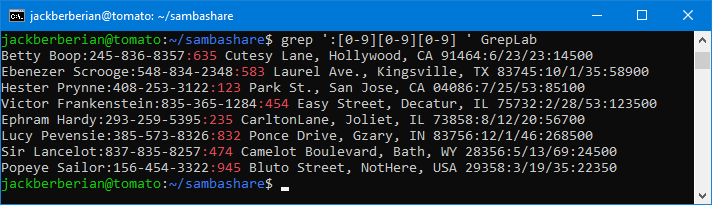 jackberberian@tomato: ~/sambashare
jackberberian@tomato:~/sambashare$ grep ':[0-9][0-9][0-9] ' GrepLab
Betty Boop:245-836-8357:635 Cutesy Lane, Hollywood, CA 91464:6/23/23:14500
Ebenezer Scrooge:548-834-2348:583 Laurel Ave., Kingsville, TX 83745:10/1/35:58900
Hester Prynne:408-253-3122:123 Park St., San Jose, CA 04086:7/25/53:85100
Victor Frankenstein:835-365-1284:454 Easy Street, Decatur, IL 75732:2/28/53:123500
Ephram Hardy:293-259-5395:235 CarltonLane, Joliet, IL 73858:8/12/20:56700
Lucy Pevensie:385-573-8326:832 Ponce Drive, Gzary, IN 83756:12/1/46:268500
Sir Lancelot:837-835-8257:474 Camelot Boulevard, Bath, WY 28356:5/13/69:24500
Popeye Sailor:156-454-3322:945 Bluto Street, NotHere, USA 29358:3/19/35:22350
jackberberian@tomato:~/sambashare$